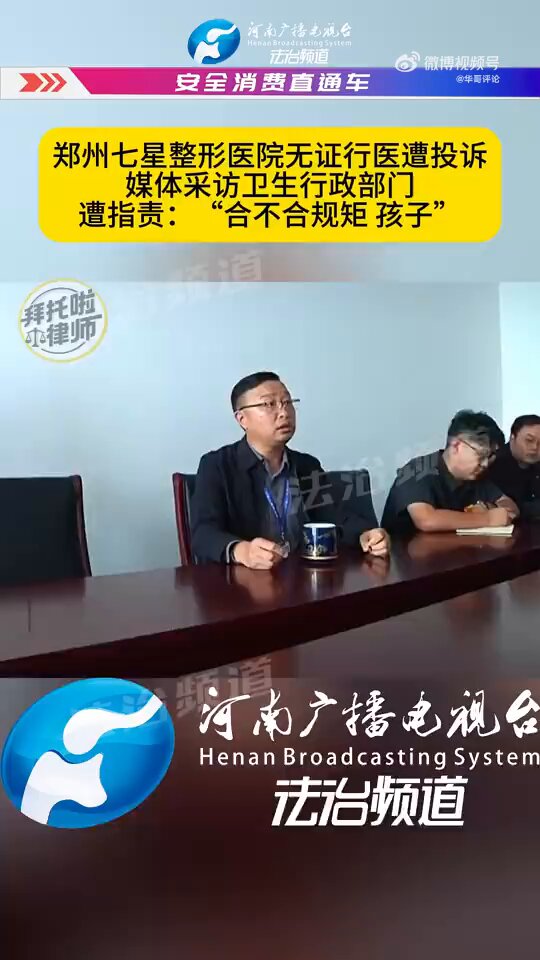 河南广播电视台
Henan Broadcasting System
法治频道
微博视频号
@华哥评论
安全消费直通车
郑州七星整形医院无证行医遭投诉
媒体采访卫生行政部门
遭指责：“合不合规矩 孩子”
法治频道
拜托啦
律师
法治频
法治频道
河南广播电视台
Henan Broadcasting System
法治频道